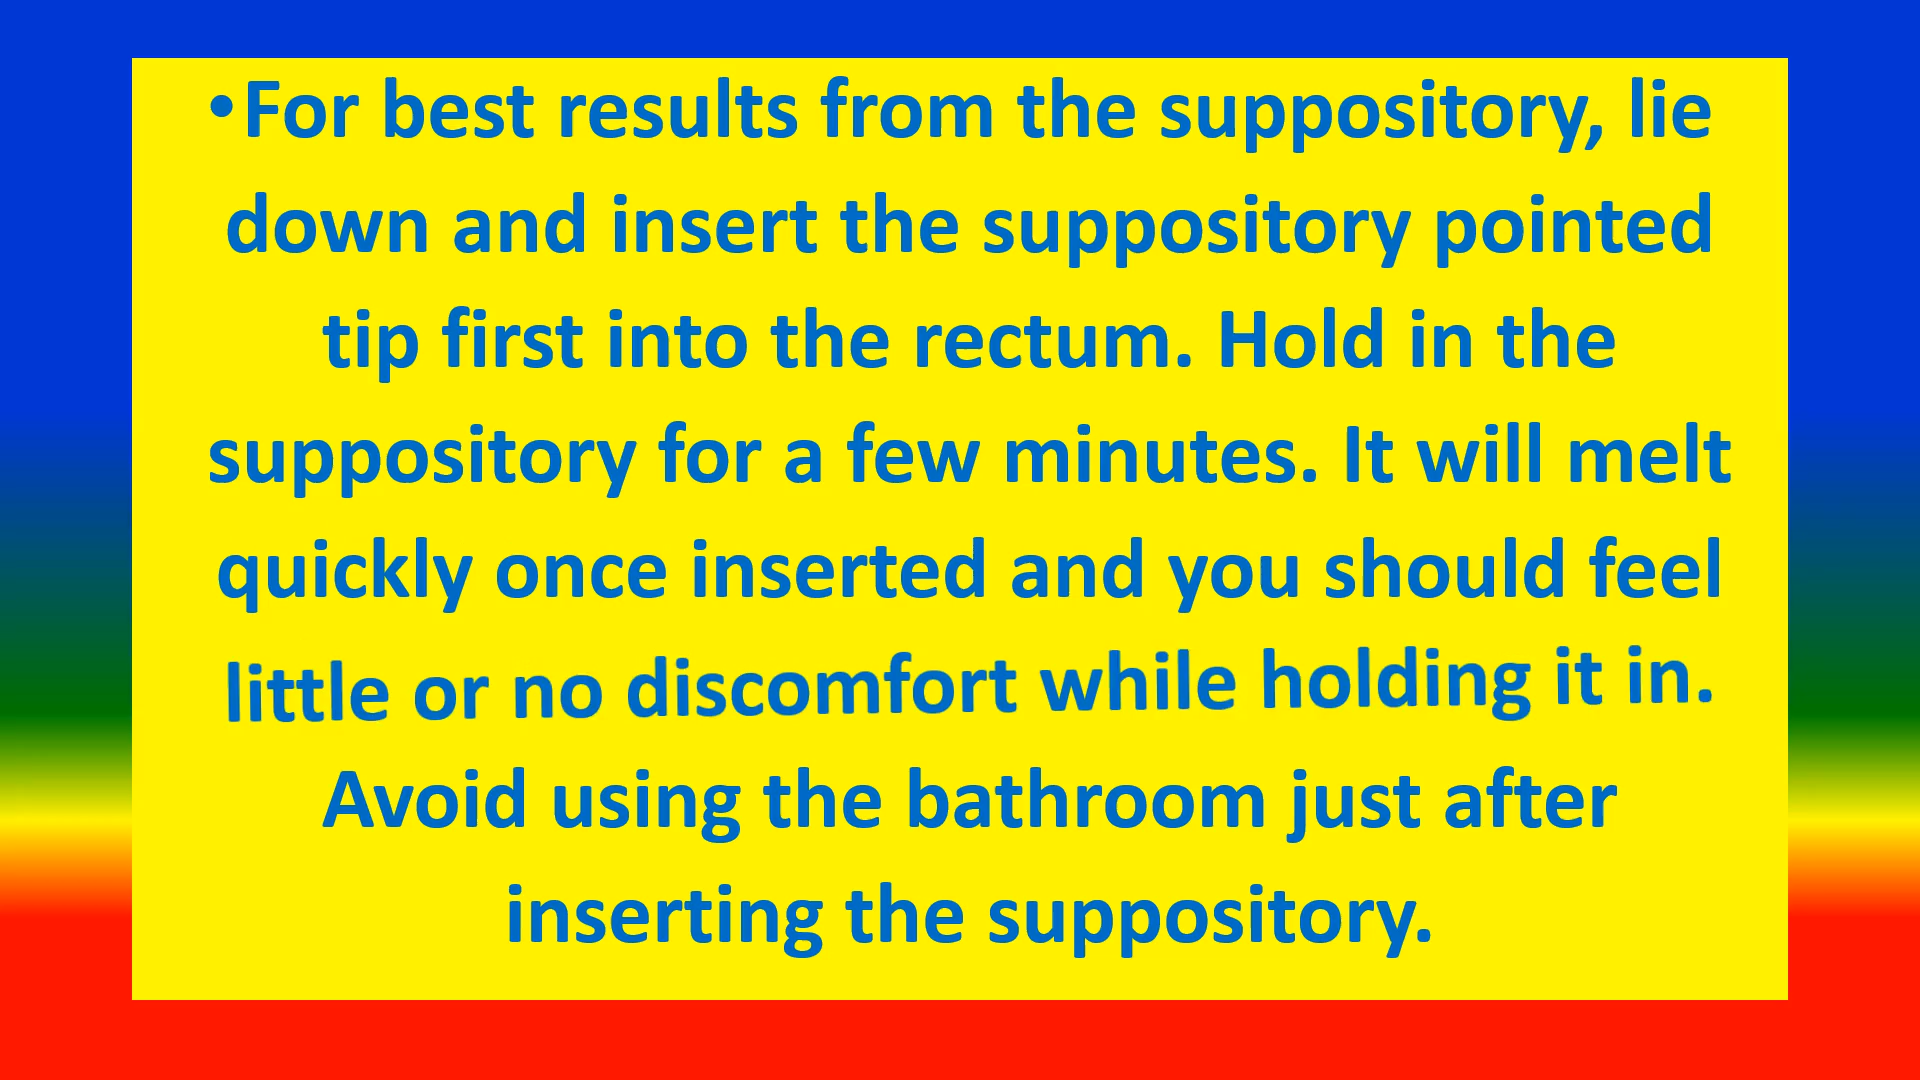 •For best results from the suppository, lie
down and insert the suppository pointed
tip first into the rectum. Hold in the
suppository for a few minutes. It will melt
quickly once inserted and you should feel
little or no discomfort while holding it in.
Avoid using the bathroom just after
inserting the suppository.